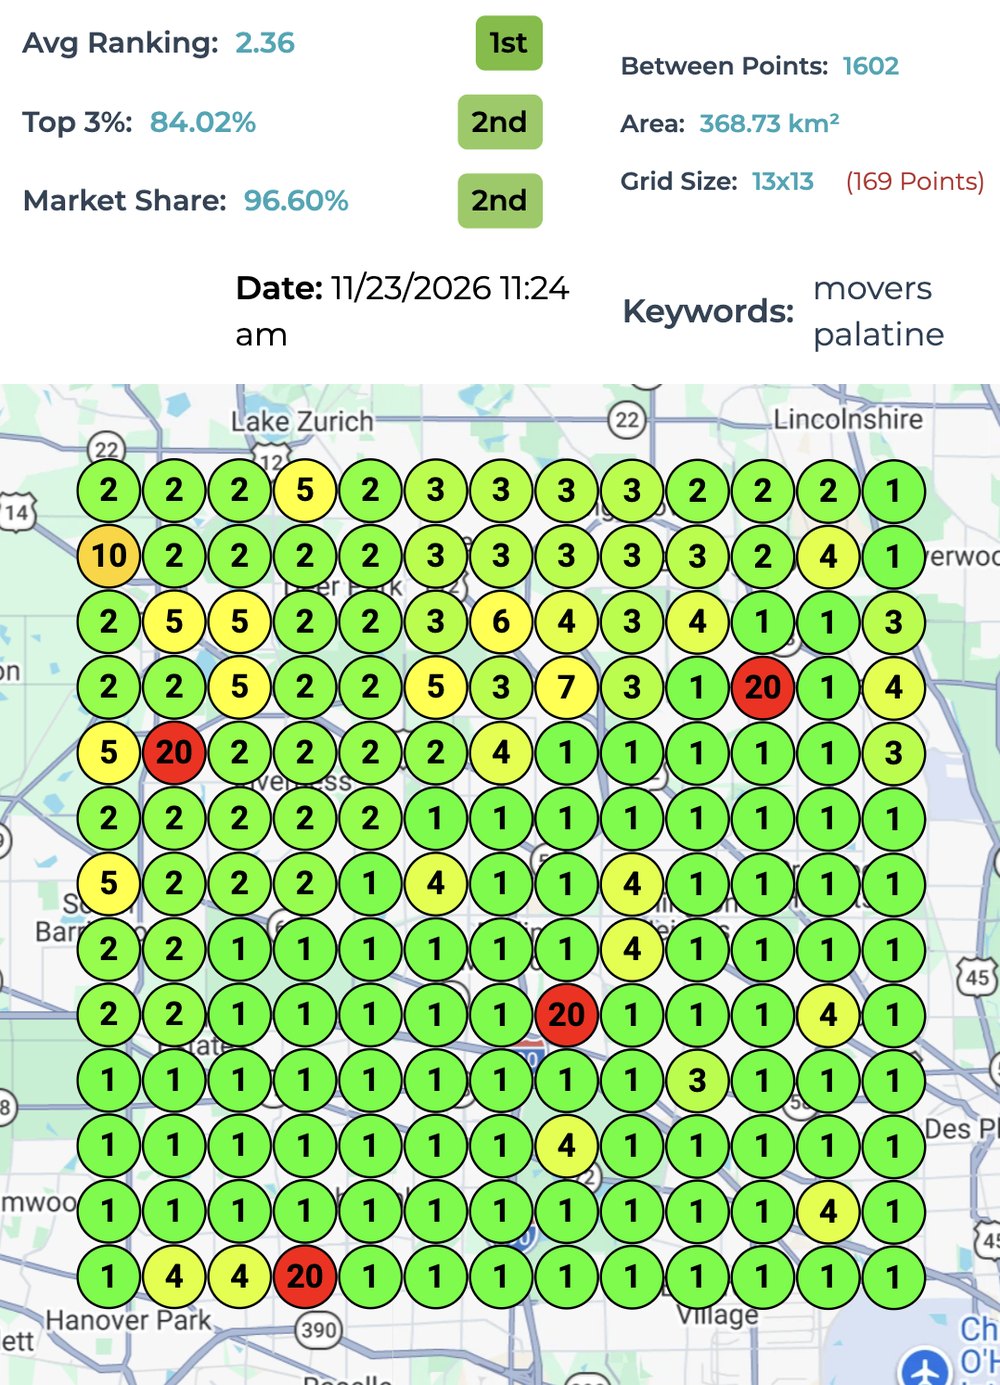 Avg Ranking: 2.36 1st
Top 3%: 84.02% 2nd
Market Share: 96.60% 2nd
Between Points: 1602
Area: 368.73 km²
Grid Size: 13x13 (169 Points)
Date: 11/23/2026 11:24
am
Keywords: movers
palatine
Lake Zurich
22
Lincolnshire
22
12
14
2 2 2 5 2 3 3 3 3 2 2 2 1
10 2 2 2 2 3 3 3 3 3 2 4 1
2 5 5 2 2 3 6 4 3 4 1 1 3
2 2 5 2 2 5 3 7 3 1 20 1 4
5 20 2 2 2 2 4 1 1 1 1 1 3
2 2 2 2 2 1 1 1 1 1 1 1 1
5 2 2 2 1 4 1 1 4 1 1 1 1
2 2 1 1 1 1 1 1 4 1 1 1 1
45
2 2 1 1 1 1 1 20 1 1 1 4 1
1 1 1 1 1 1 1 1 1 3 1 1 1
1 1 1 1 1 1 1 4 1 1 1 1 1
Des Pl
1 1 1 1 1 1 1 1 1 1 1 4 1
1 4 4 20 1 1 1 1 1 1 1 1 1
Hanover Park
390
Village
Ch
O'H